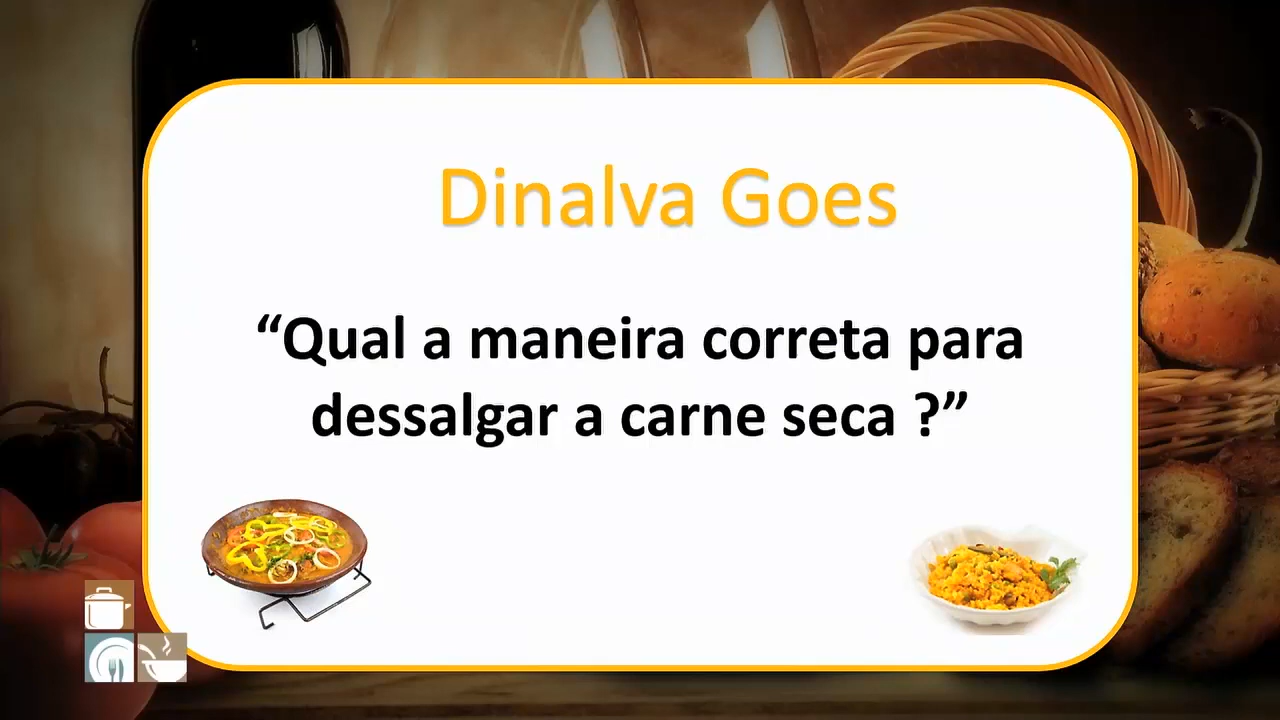 Dinalva Goes
“Qual a maneira correta para
dessalgar a carne seca ?”